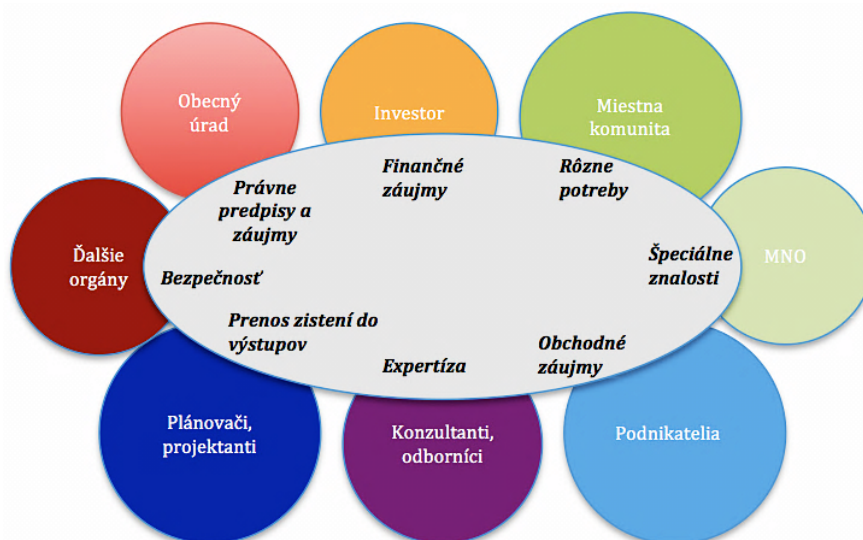 Obecný
úrad
Investor
Miestna
komunita
Právne
predpisy a
záujmy
Finančné
záujmy
Rôzne
potreby
Ďalšie
orgány
Bezpečnosť
Špeciálne
znalosti
MNO
Prenos zistení do
výstupov
Expertíza
Obchodné
záujmy
Plánovači,
projektanti
Konzultanti,
odborníci
Podnikatelia